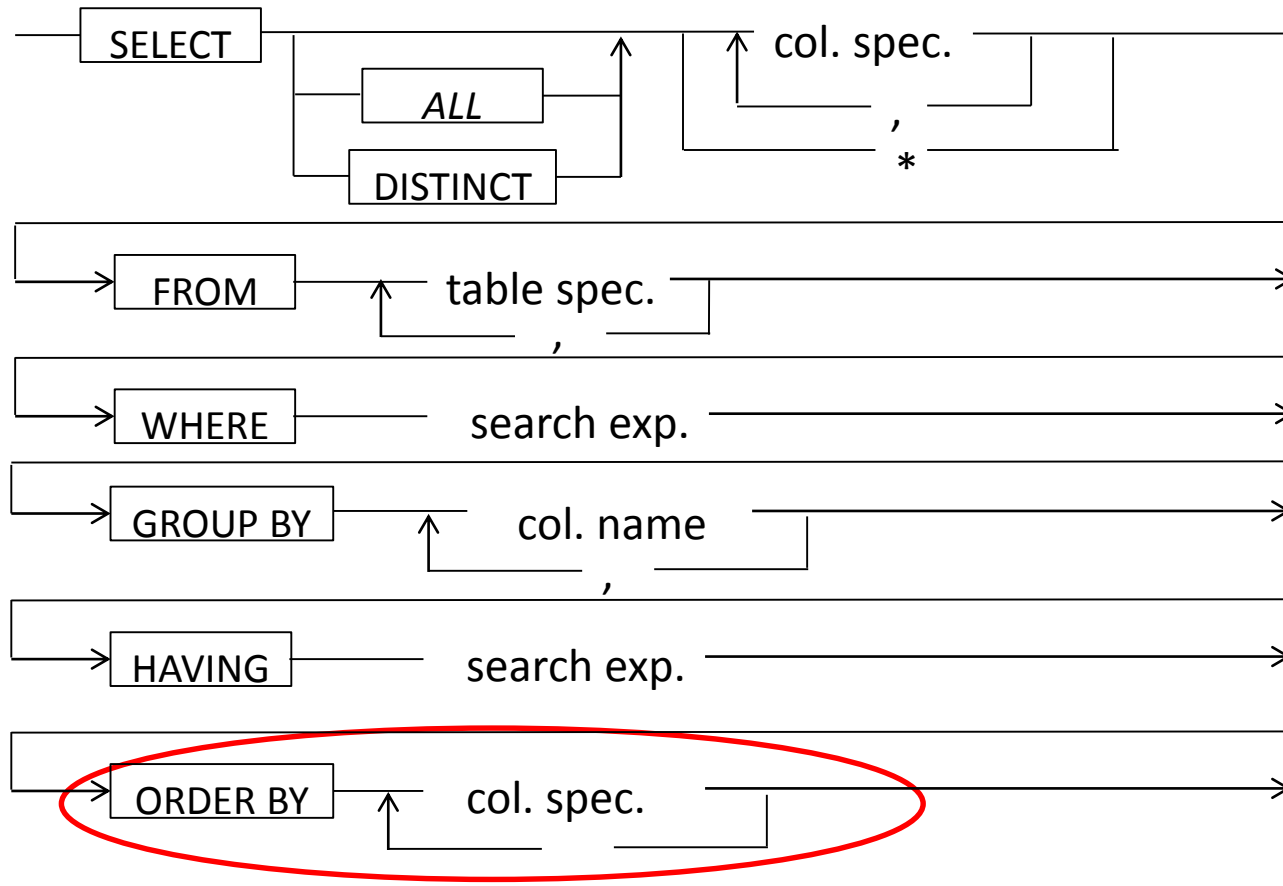 SELECT col. spec.
ALL
,
DISTINCT *
FROM table spec.
,
WHERE search exp.
GROUP BY col. name
,
HAVING search exp.
ORDER BY col. spec.